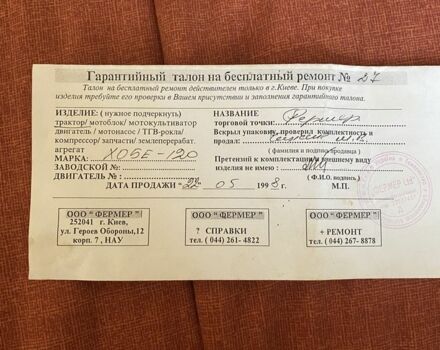 Гарантийный талон на бесплатный ремонт № 27
Талон на бесплатный ремонт действителен только в г.Киеве. При покупке
изделия требуйте его проверки в Вашем присутствии и заполнения гарантийного талона.
ИЗДЕЛИЕ: ( нужное подчеркнуть)
трактор/ мотоблок/ мотокультиватор
двигатель / мотонасос / ТГВ-рокла/
компрессор/ запчасти/ землеперерабат.
агрегат
МАРКА:
ЗАВОДСКОЙ №
ДВИГАТЕЛЬ №
НАЗВАНИЕ
торговой точки: Фермер
Вскрыл упаковку, проверил комплектность и
продал:
(фамилия и подпись продавца)
Претензий к комплектации и внешнему виду
изделия не имею :
(Ф.И.О. подпись)
ДАТА ПРОДАЖИ 22 05 1998 г. М.П.
ООО " ФЕРМЕР "
252041 г. Киев,
ул. Героев Обороны,12
корп. 7 , НАУ
ООО "ФЕРМЕР"
? СПРАВКИ
тел. ( 044) 261- 4822
ООО " ФЕРМЕР "
+ РЕМОНТ
тел. ( 044) 267- 8878